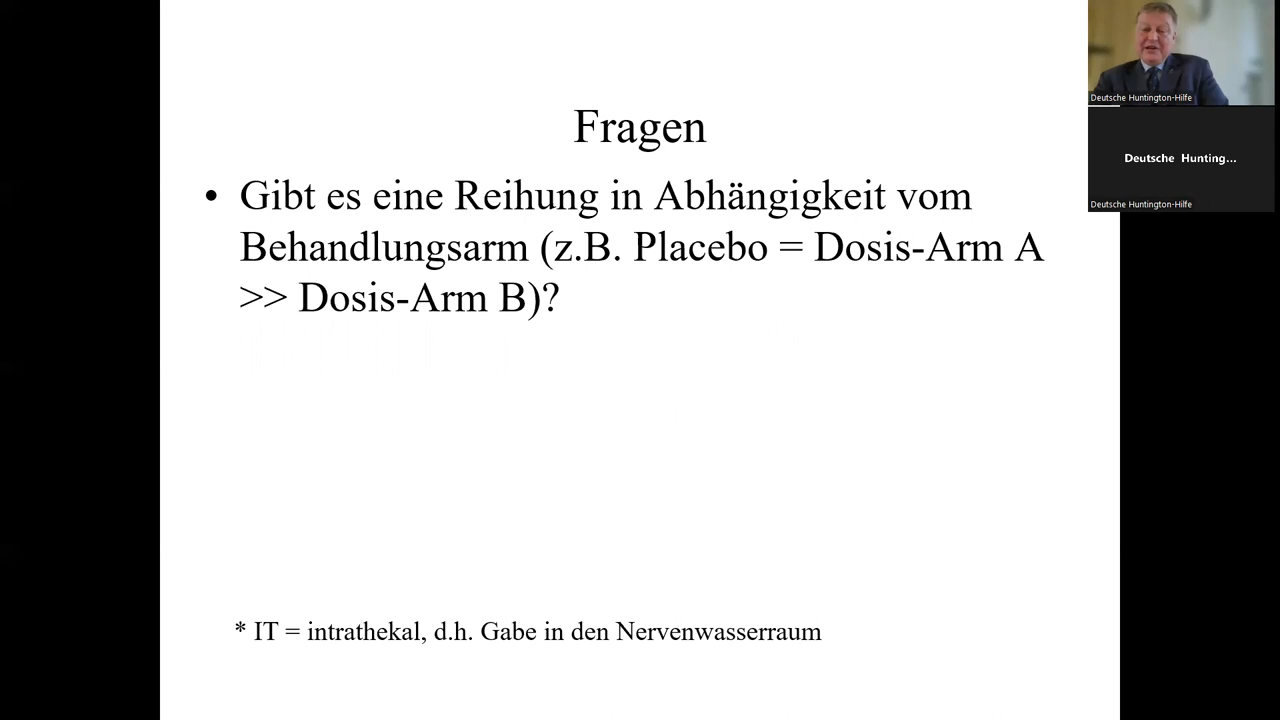 Fragen
• Gibt es eine Reihung in Abhängigkeit vom
Behandlungsarm (z.B. Placebo = Dosis-Arm A
>> Dosis-Arm B)?
* IT = intrathekal, d.h. Gabe in den Nervenwasserraum
Deutsche Huntington-Hilfe
Deutsche Hunting...
Deutsche Huntington-Hilfe